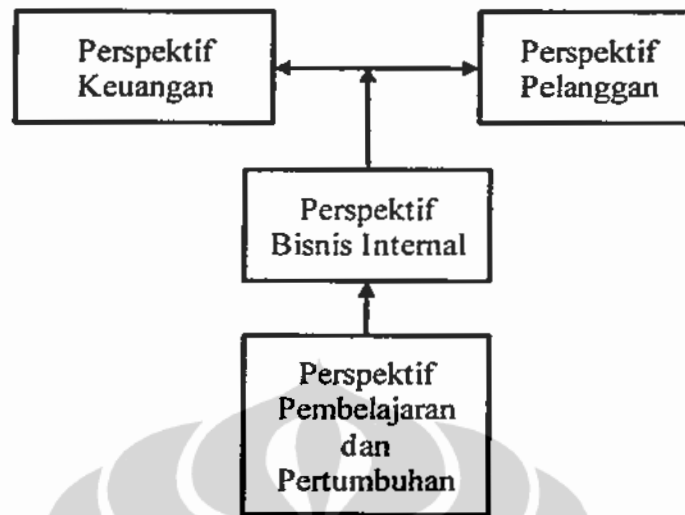 Perspektif
Keuangan
Perspektif
Pelanggan
Perspektif
Bisnis Internal
Perspektif
Pembelajaran
dan
Pertumbuhan